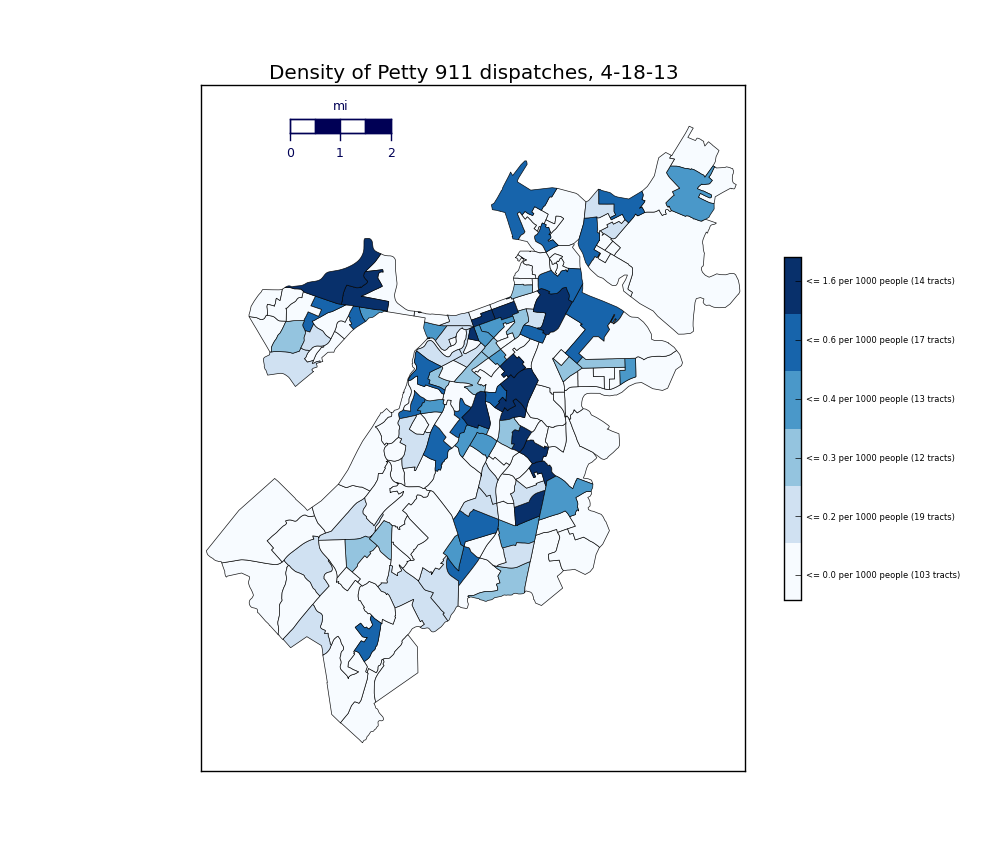 Density of Petty 911 dispatches, 4-18-13
mi
0 1 2
<= 1.6 per 1000 people (14 tracts)
<= 0.6 per 1000 people (17 tracts)
<= 0.4 per 1000 people (13 tracts)
<= 0.3 per 1000 people (12 tracts)
<= 0.2 per 1000 people (19 tracts)
<= 0.0 per 1000 people (103 tracts)